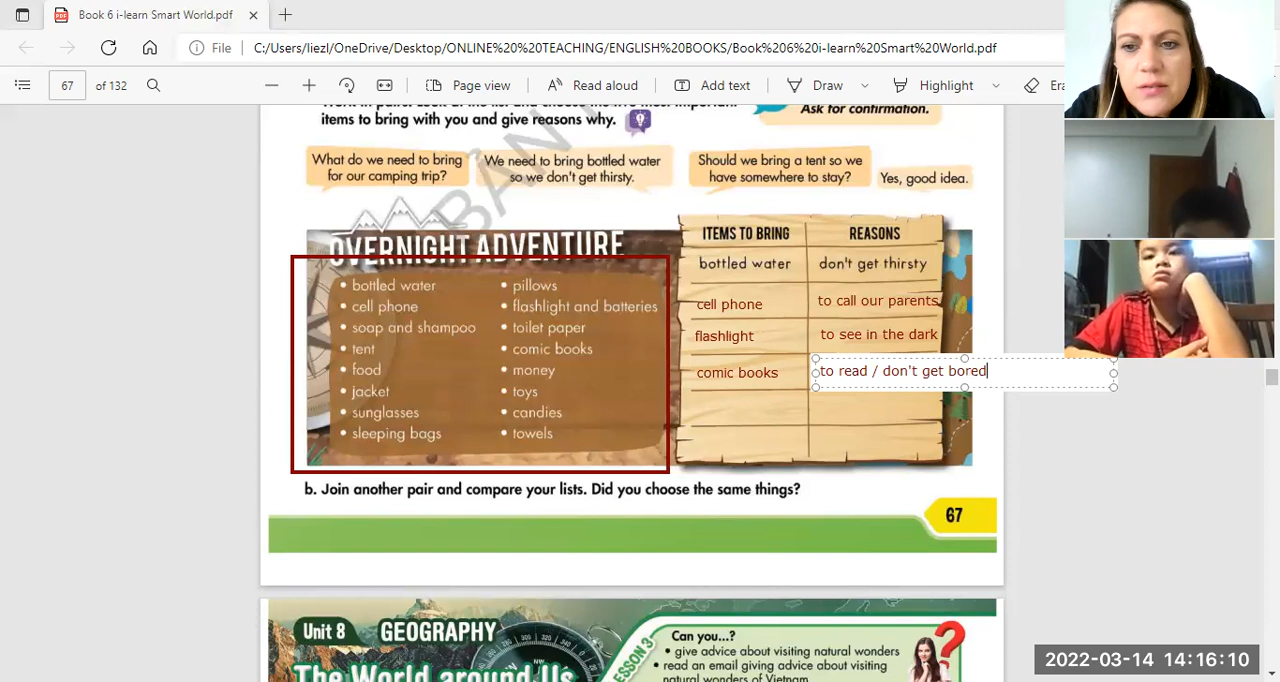 Book 6 i-learn Smart World.pdf
File
C:/Users/liezl/OneDrive/Desktop/ONLINE%20%20TEACHING/ENGLISH%20BOOKS/Book%206%20i-learn%20Smart%20World.pdf
67 of 132
Page view
Read aloud
Add text
Draw
Highlight
Era
items to bring with you and give reasons why.
Ask for confirmation.
What do we need to bring
for our camping trip?
We need to bring bottled water
so we don't get thirsty.
Should we bring a tent so we
have somewhere to stay?
Yes, good idea.
BẢN
OVERNIGHT ADVENTURE
• bottled water
• cell phone
• soap and shampoo
• tent
• food
• jacket
• sunglasses
• sleeping bags
• pillows
• flashlight and batteries
• toilet paper
• comic books
• money
• toys
• candies
• towels
ITEMS TO BRING REASONS
bottled water don't get thirsty
cell phone to call our parents
flashlight to see in the dark
comic books to read / don't get bored
b. Join another pair and compare your lists. Did you choose the same things?
67
Unit 8 GEOGRAPHY
The World around Us
LESSON 3
Can you...?
• give advice about visiting natural wonders
• read an email giving advice about visiting
natural wonders of Vietnam
2022-03-14 14:16:10